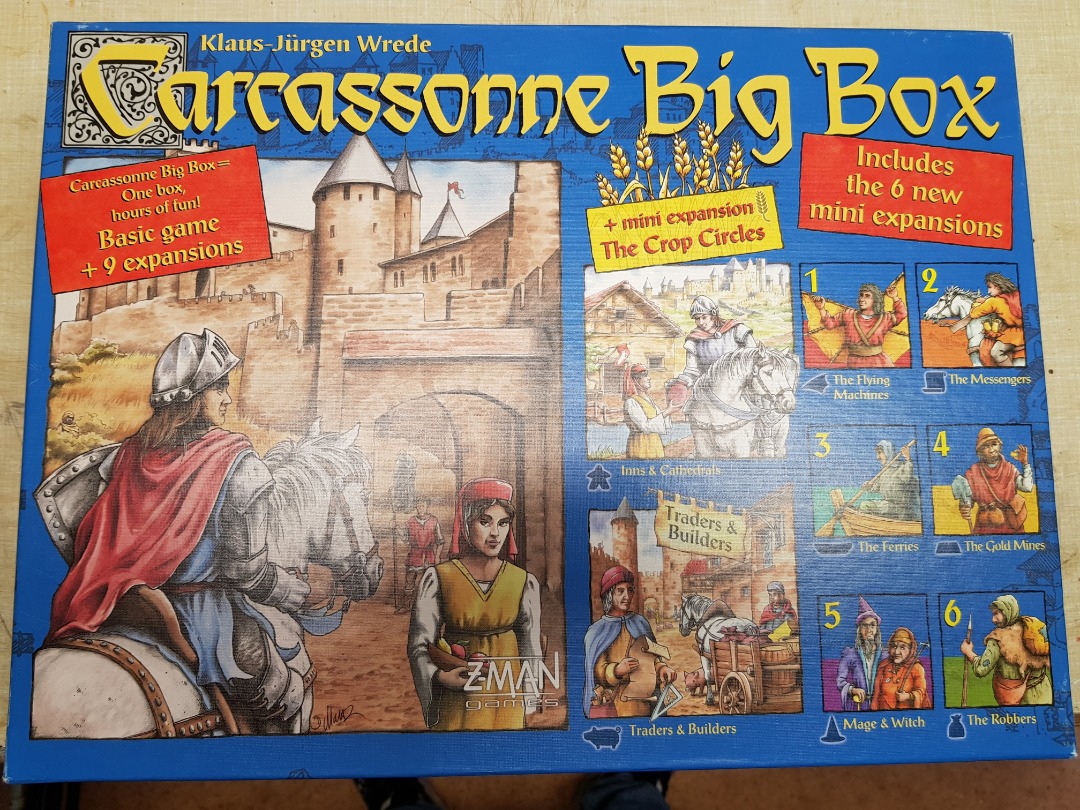 Klaus-Jürgen Wrede
Carcassonne Big Box
Carcassonne Big Box=
One box,
hours of fun!
Basic game
+ 9 expansions
+ mini expansion
The Crop Circles
Includes
the 6 new
mini expansions
1
The Flying
Machines
2
The Messengers
Inns & Cathedrals
3
The Ferries
4
The Gold Mines
Traders &
Builders
Traders & Builders
5
Mage & Witch
6
The Robbers
Z-MAN
games